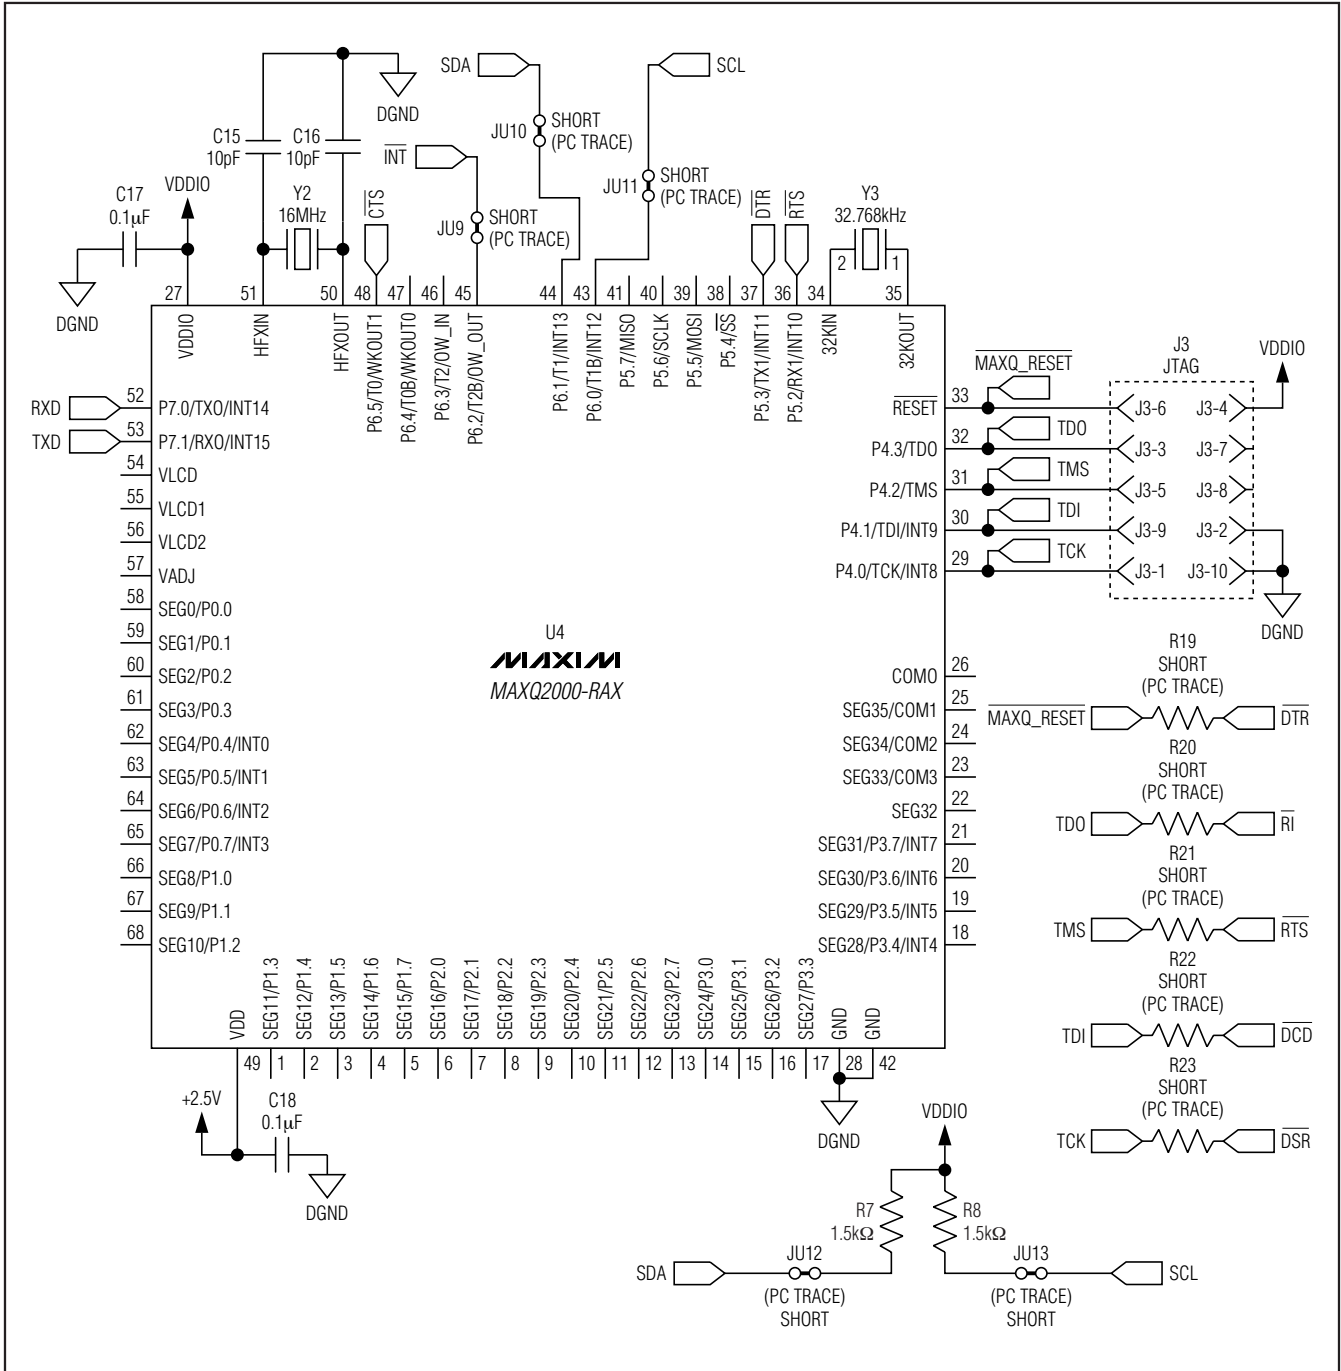 SDA
SCL
DGND
C15
10pF
C16
10pF
INT
JU10
SHORT
(PC TRACE)
JU11
SHORT
(PC TRACE)
C17
0.1µF
VDDIO
Y2
16MHz
CTS
JU9
SHORT
(PC TRACE)
DTR
RTS
Y3
32.768kHz
2
1
DGND
27
51
50
48
47
46
45
44
43
41
40
39
38
37
36
34
35
VDDIO
HFXIN
HFXOUT
P6.5/T0/WKOUT1
P6.4/T0B/WKOUT0
P6.3/T2/OW_IN
P6.2/T2B/OW_OUT
P6.1/T1/INT13
P6.0/T1B/INT12
P5.7/MISO
P5.6/SCLK
P5.5/MOSI
P5.4/SS
P5.3/TX1/INT11
P5.2/RX1/INT10
32KIN
32KOUT
RXD
52
P7.0/TXO/INT14
TXD
53
P7.1/RXO/INT15
54
VLCD
55
VLCD1
56
VLCD2
57
VADJ
58
SEG0/P0.0
59
SEG1/P0.1
60
SEG2/P0.2
61
SEG3/P0.3
62
SEG4/P0.4/INT0
63
SEG5/P0.5/INT1
64
SEG6/P0.6/INT2
65
SEG7/P0.7/INT3
66
SEG8/P1.0
67
SEG9/P1.1
68
SEG10/P1.2
U4
MAXIM
MAXQ2000-RAX
RESET
33
MAXQ_RESET
P4.3/TDO
32
TDO
P4.2/TMS
31
TMS
P4.1/TDI/INT9
30
TDI
P4.0/TCK/INT8
29
TCK
J3
JTAG
VDDIO
J3-6 J3-4
J3-3 J3-7
J3-5 J3-8
J3-9 J3-2
J3-1 J3-10
DGND
COM0
26
SEG35/COM1
25
SEG34/COM2
24
SEG33/COM3
23
SEG32
22
SEG31/P3.7/INT7
21
SEG30/P3.6/INT6
20
SEG29/P3.5/INT5
19
SEG28/P3.4/INT4
18
R19
SHORT
(PC TRACE)
MAXQ_RESET
DTR
R20
SHORT
(PC TRACE)
TDO
RI
R21
SHORT
(PC TRACE)
TMS
RTS
R22
SHORT
(PC TRACE)
TDI
DCD
R23
SHORT
(PC TRACE)
TCK
DSR
VDD
SEG11/P1.3
SEG12/P1.4
SEG13/P1.5
SEG14/P1.6
SEG15/P1.7
SEG16/P2.0
SEG17/P2.1
SEG18/P2.2
SEG19/P2.3
SEG20/P2.4
SEG21/P2.5
SEG22/P2.6
SEG23/P2.7
SEG24/P3.0
SEG25/P3.1
SEG26/P3.2
SEG27/P3.3
GND
GND
49
1
2
3
4
5
6
7
8
9
10
11
12
13
14
15
16
17
28
42
+2.5V
C18
0.1µF
DGND
DGND
VDDIO
R7
1.5kΩ
R8
1.5kΩ
SDA
JU12
(PC TRACE)
SHORT
JU13
(PC TRACE)
SHORT
SCL